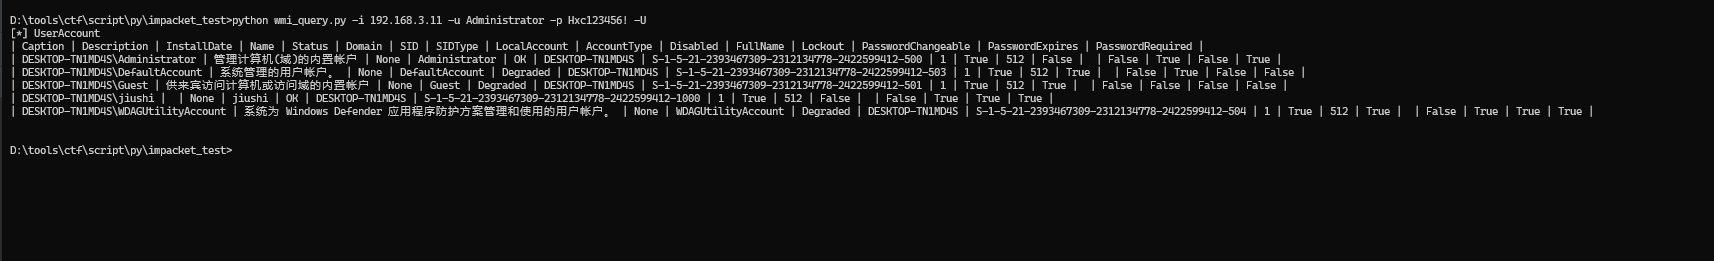 D:\tools\ctf\script\py\impacket_test>python wmi_query.py -i 192.168.3.11 -u Administrator -p Hxc123456! -U
[*] UserAccount
| Caption | Description | InstallDate | Name | Status | Domain | SID | SIDType | LocalAccount | AccountType | Disabled | FullName | Lockout | PasswordChangeable | PasswordExpires | PasswordRequired |
| DESKTOP-TN1MD4S\Administrator | 管理计算机(域)的内置帐户 | None | Administrator | OK | DESKTOP-TN1MD4S | S-1-5-21-2393467309-2312134778-2422599412-500 | 1 | True | 512 | False |  | False | True | False | True |
| DESKTOP-TN1MD4S\DefaultAccount | 系统管理的用户帐户。 | None | DefaultAccount | Degraded | DESKTOP-TN1MD4S | S-1-5-21-2393467309-2312134778-2422599412-503 | 1 | True | 512 | True |  | False | True | False | False |
| DESKTOP-TN1MD4S\Guest | 供来宾访问计算机或访问域的内置帐户 | None | Guest | Degraded | DESKTOP-TN1MD4S | S-1-5-21-2393467309-2312134778-2422599412-501 | 1 | True | 512 | True |  | False | False | False | False |
| DESKTOP-TN1MD4S\jiushi |  | None | jiushi | OK | DESKTOP-TN1MD4S | S-1-5-21-2393467309-2312134778-2422599412-1000 | 1 | True | 512 | False |  | False | True | True | True |
| DESKTOP-TN1MD4S\WDAGUtilityAccount | 系统为 Windows Defender 应用程序防护方案管理和使用的用户帐户。 | None | WDAGUtilityAccount | Degraded | DESKTOP-TN1MD4S | S-1-5-21-2393467309-2312134778-2422599412-504 | 1 | True | 512 | True |  | False | True | True | True |
D:\tools\ctf\script\py\impacket_test>